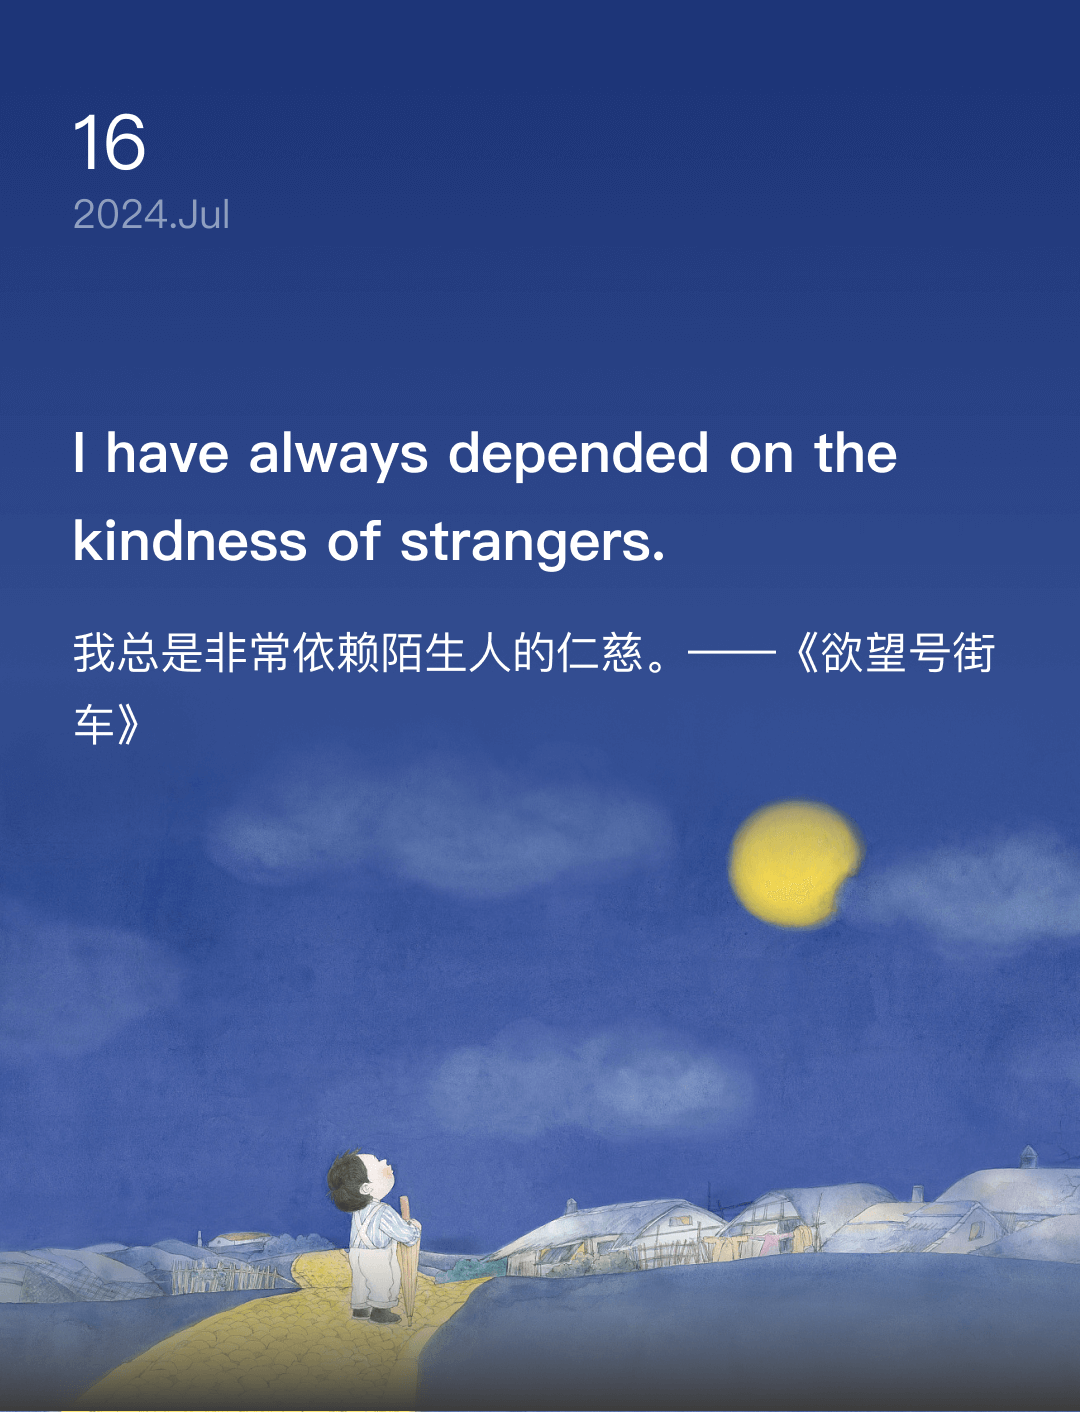 16
2024.Jul
I have always depended on the
kindness of strangers.
我总是非常依赖陌生人的仁慈。——《欲望号街
车》